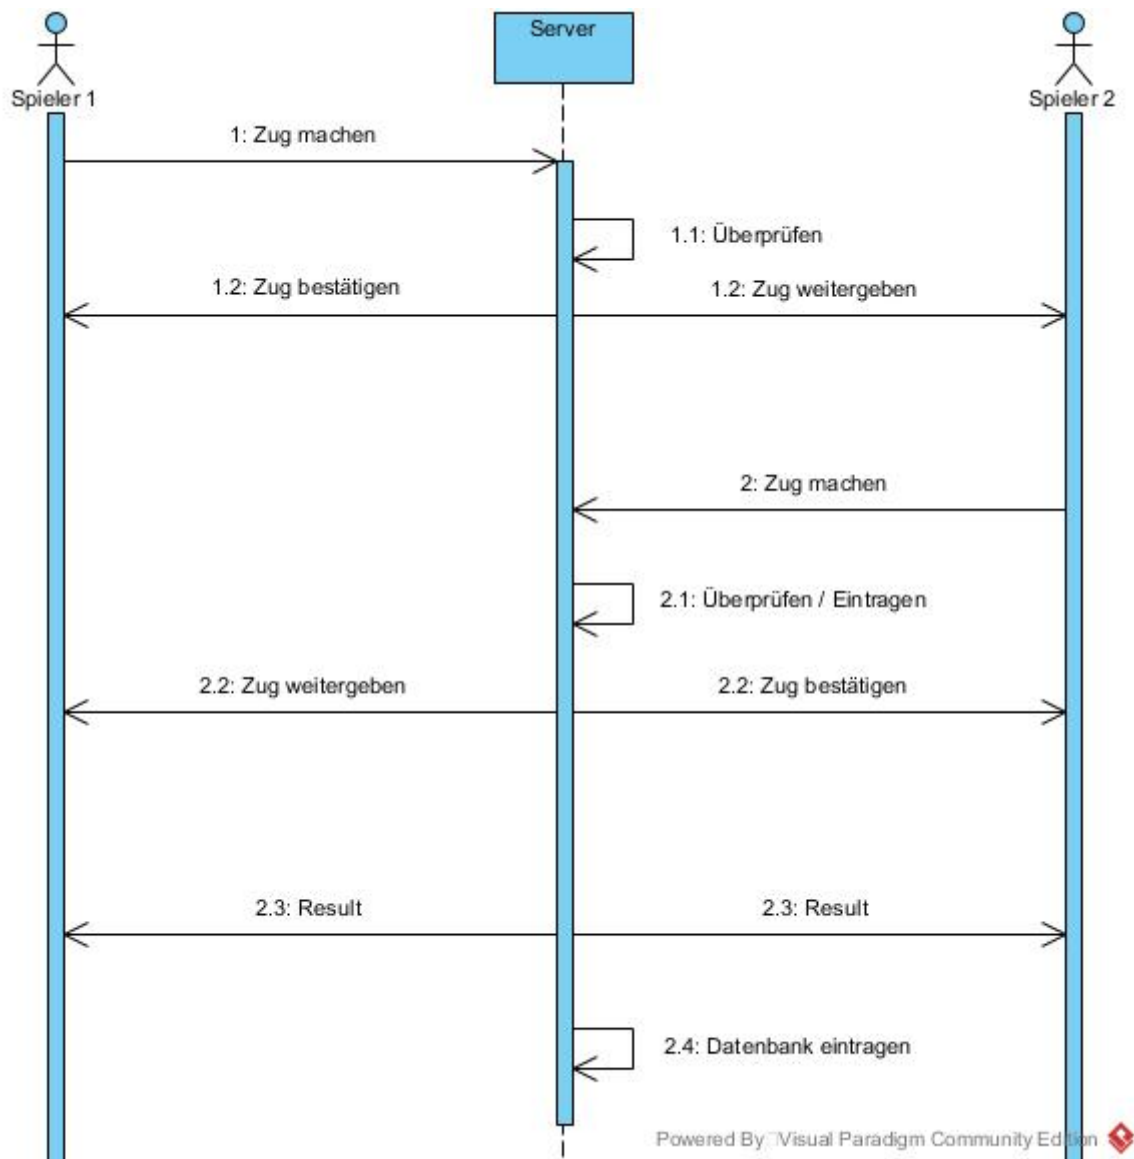 Server
Spieler 1
Spieler 2
1: Zug machen
1.1: Überprüfen
1.2: Zug bestätigen
1.2: Zug weitergeben
2: Zug machen
2.1: Überprüfen / Eintragen
2.2: Zug weitergeben
2.2: Zug bestätigen
2.3: Result
2.3: Result
2.4: Datenbank eintragen
Powered By Visual Paradigm Community Edition